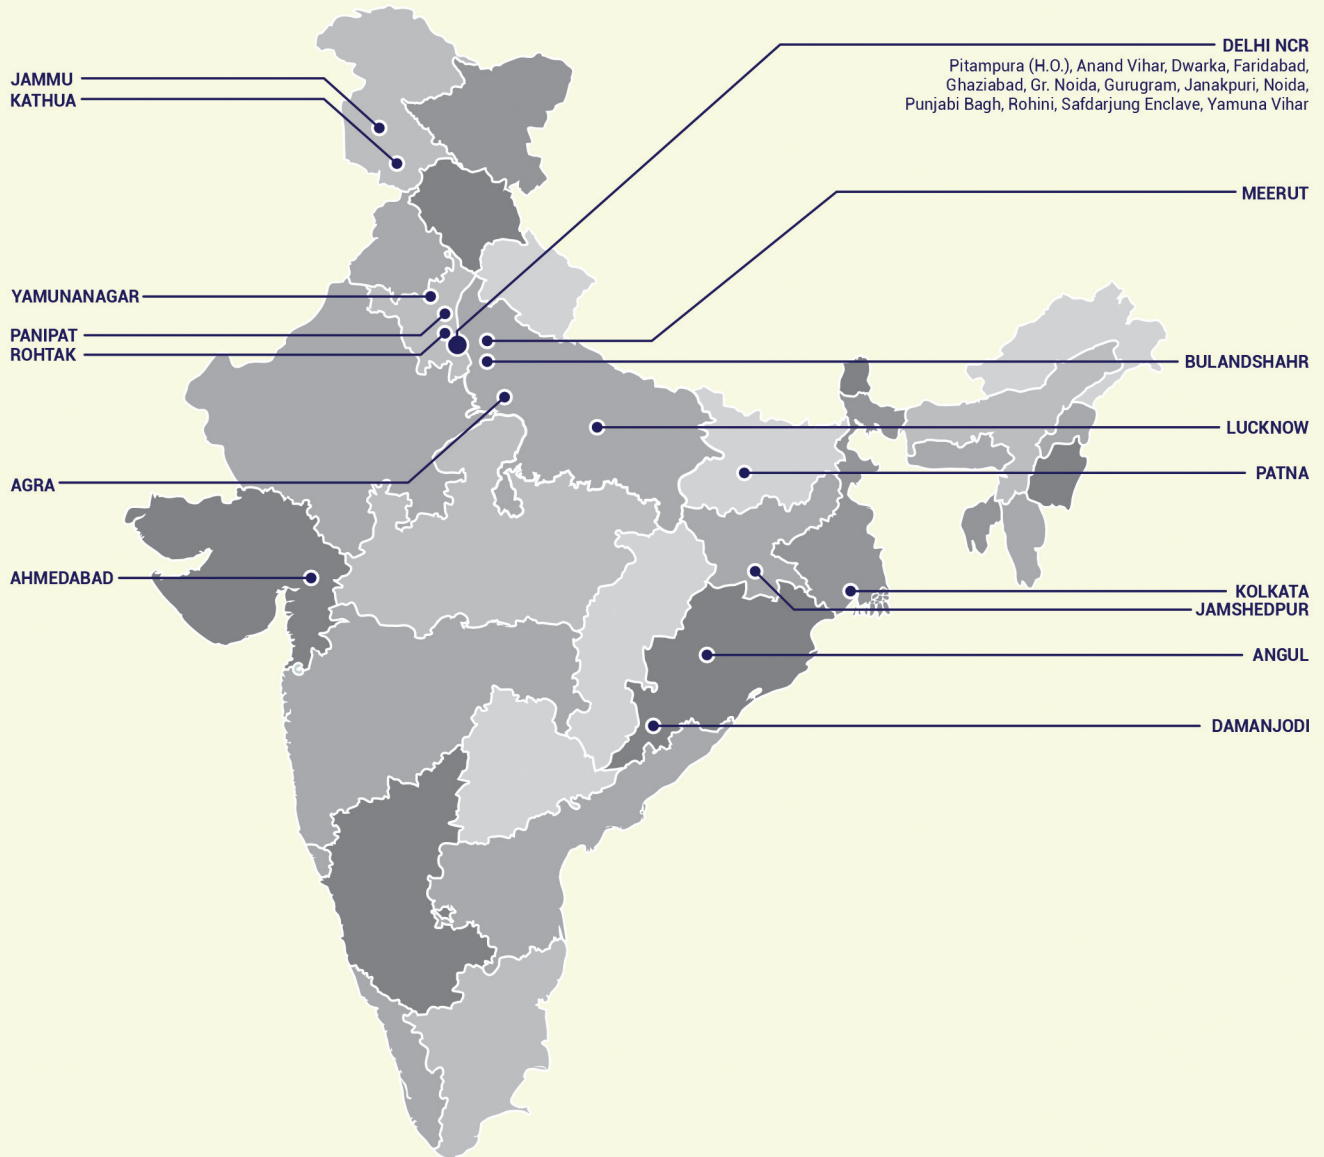 JAMMU
KATHUA
YAMUNANAGAR
PANIPAT
ROHTAK
AGRA
AHMEDABAD
DELHI NCR
Pitampura (H.O.), Anand Vihar, Dwarka, Faridabad,
Ghaziabad, Gr. Noida, Gurugram, Janakpuri, Noida,
Punjabi Bagh, Rohini, Safdarjung Enclave, Yamuna Vihar
MEERUT
BULANDSHAHR
LUCKNOW
PATNA
KOLKATA
JAMSHEDPUR
ANGUL
DAMANJODI